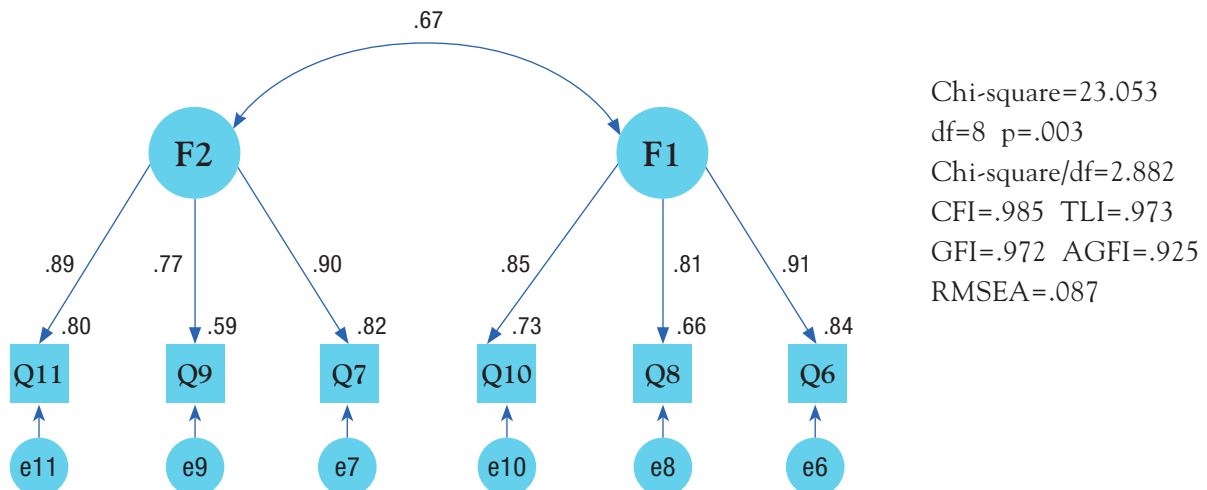 .67
F2 F1
.89 .77 .90 .85 .81 .91
.80 .59 .82 .73 .66 .84
Q11 Q9 Q7 Q10 Q8 Q6
e11 e9 e7 e10 e8 e6
Chi-square=23.053
df=8 p=.003
Chi-square/df=2.882
CFI=.985 TLI=.973
GFI=.972 AGFI=.925
RMSEA=.087